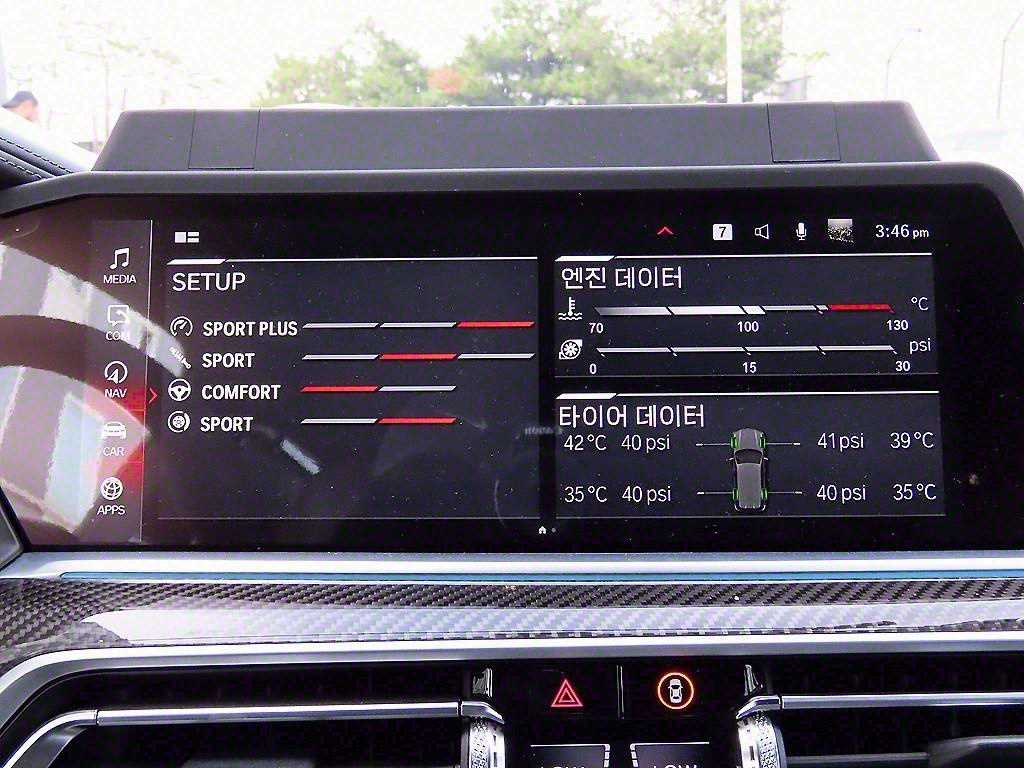 7 3:46 pm
MEDIA
COM
NAV
CAR
APPS
SETUP
SPORT PLUS
SPORT
COMFORT
SPORT
엔진 데이터
°C
70 100 130
psi
0 15 30
타이어 데이터
42 °C 40 psi 41 psi 39 °C
35 °C 40 psi 40 psi 35 °C